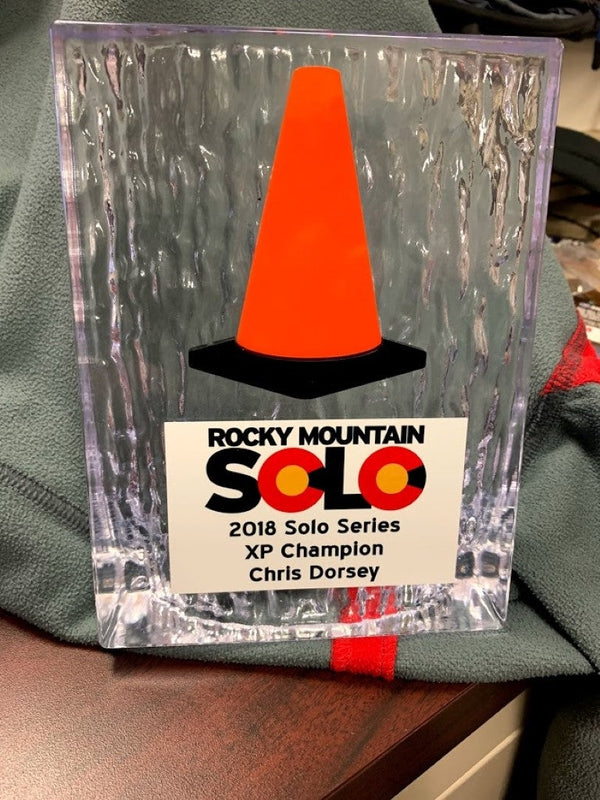 ROCKY MOUNTAIN
SOLO
2018 Solo Series
XP Champion
Chris Dorsey